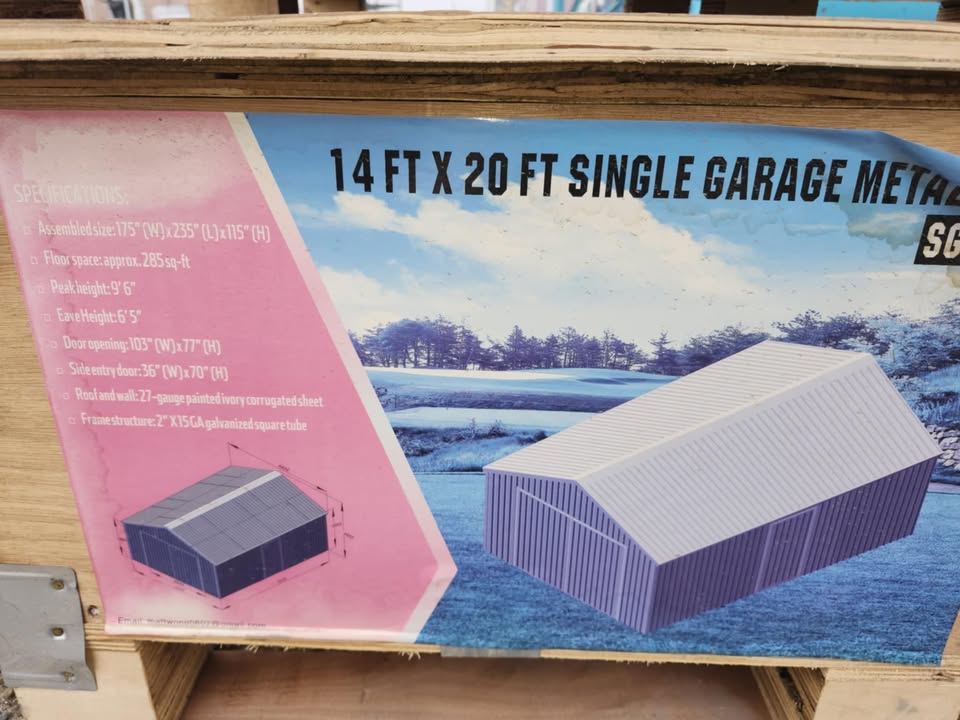 14 FT X 20 FT SINGLE GARAGE METAL
SG
SPECIFICATIONS:
Assembled size: 175" (W) x 235" (L) x 115" (H)
Floor space: approx. 285 sq-ft
Peak height: 9' 6"
Eave Height: 6' 5"
Door opening: 103" (W) x 77" (H)
Side entry door: 36" (W) x 70" (H)
Roof and wall: 27-gauge painted ivory corrugated sheet
Frame structure: 2" X 15 GA galvanized square tube
Email: